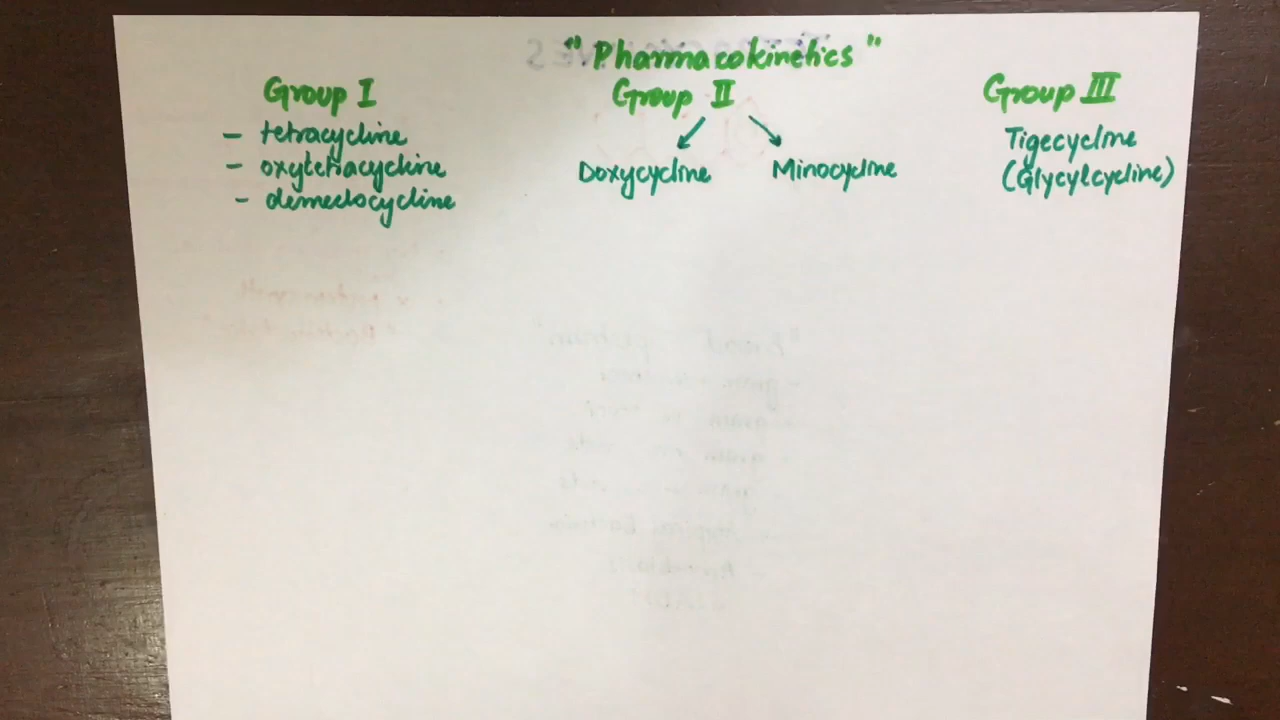 "Pharmacokinetics"
Group I
- tetracycline
- oxytetracycline
- demeclocycline
Group II
Doxycycline
Minocycline
Group III
Tigecycline
(Glycylcycline)